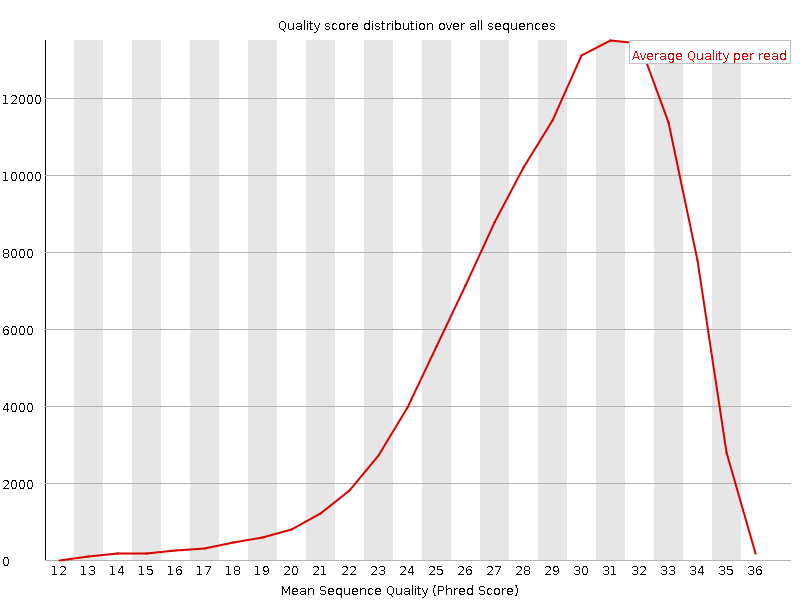 Quality score distribution over all sequences
Average Quality per read
12000
10000
8000
6000
4000
2000
0
12 13 14 15 16 17 18 19 20 21 22 23 24 25 26 27 28 29 30 31 32 33 34 35 36
Mean Sequence Quality (Phred Score)